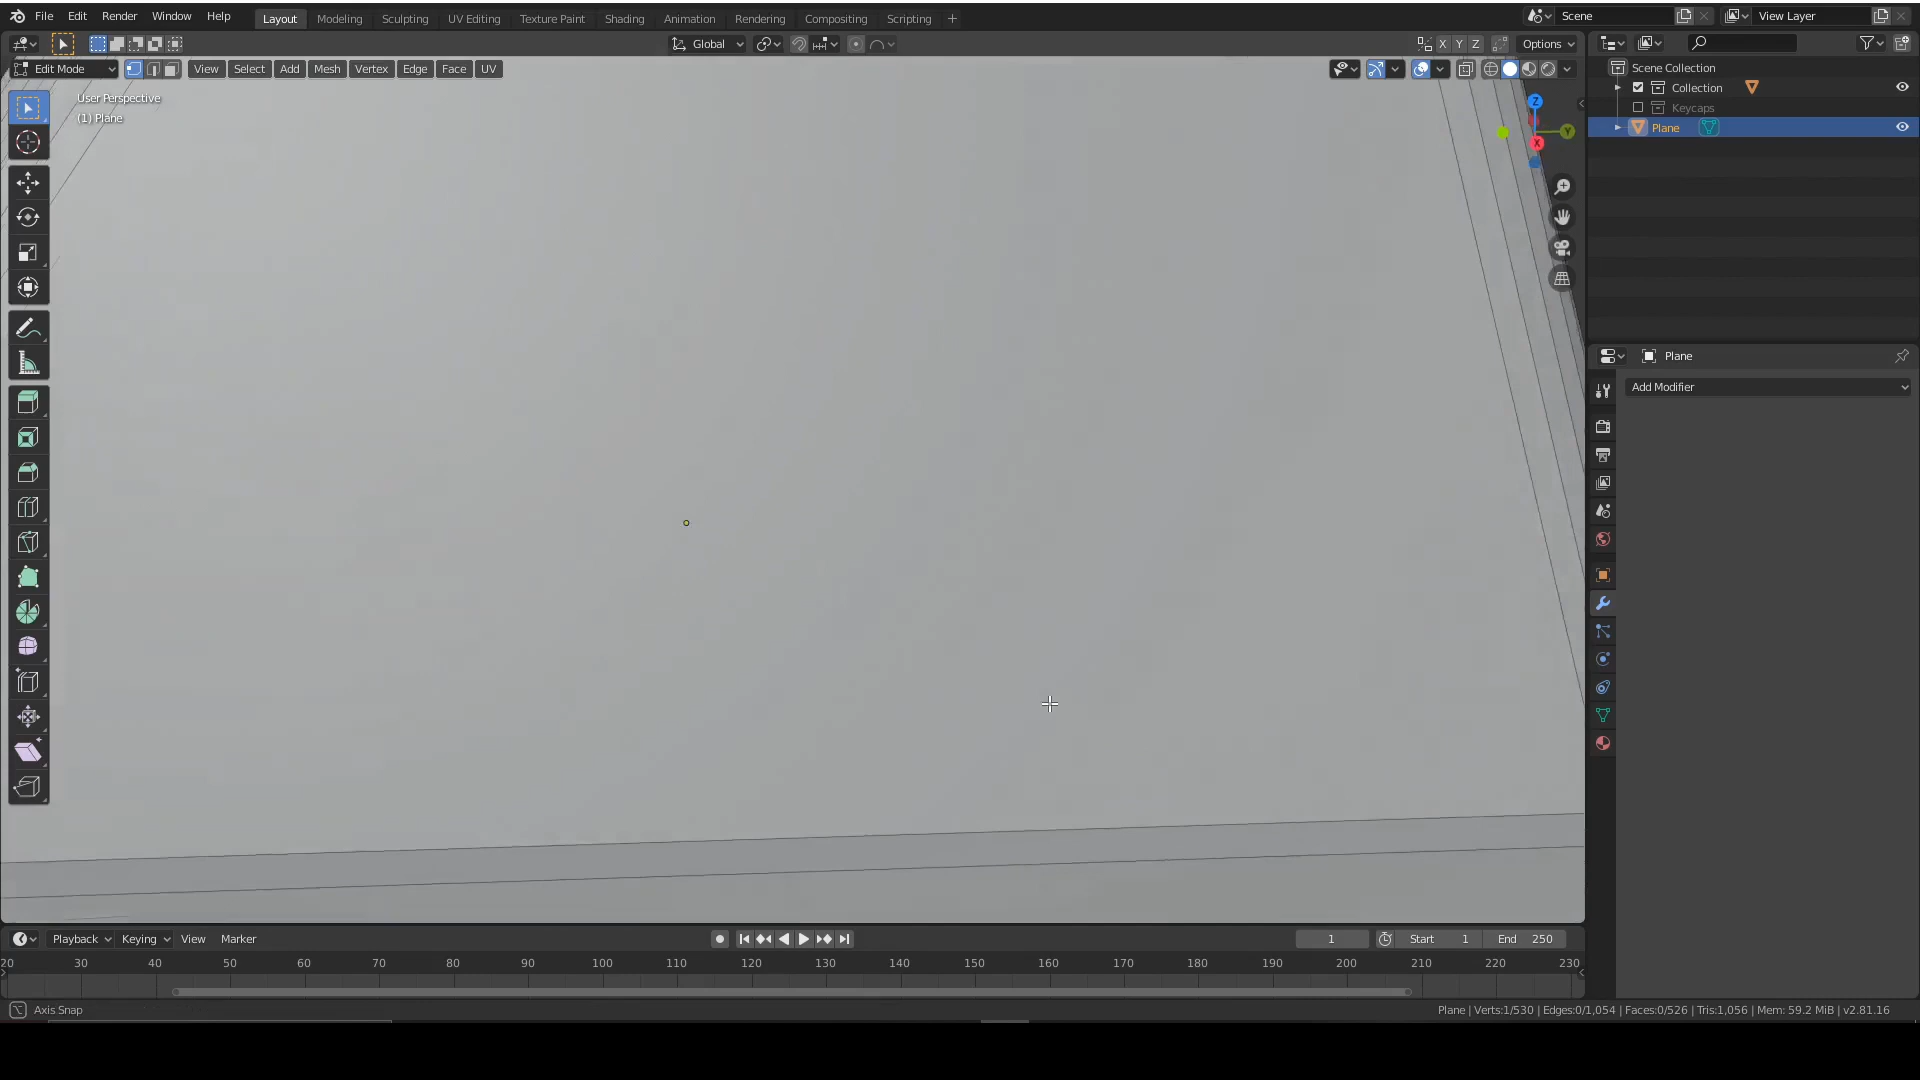 File Edit Render Window Help Layout Modeling Sculpting UV Editing Texture Paint Shading Animation Rendering Compositing Scripting + Scene View Layer
Global X Y Z Options
Edit Mode View Select Add Mesh Vertex Edge Face UV
User Perspective
(1) Plane
Z
Y
X
Scene Collection
Collection
Keycaps
Plane
Plane
Add Modifier
Playback Keying View Marker 1 Start 1 End 250
20 30 40 50 60 70 80 90 100 110 120 130 140 150 160 170 180 190 200 210 220 230
Axis Snap
Plane | Verts:1/530 | Edges:0/1,054 | Faces:0/526 | Tris:1,056 | Mem: 59.2 MiB | v2.81.16